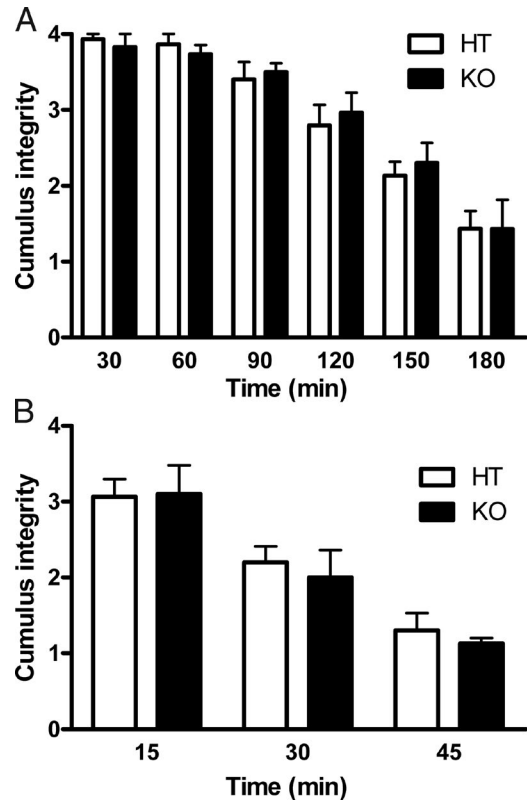 A
Cumulus integrity
4
3
2
1
0
HT
KO
30 60 90 120 150 180
Time (min)
B
Cumulus integrity
4
3
2
1
0
HT
KO
15 30 45
Time (min)